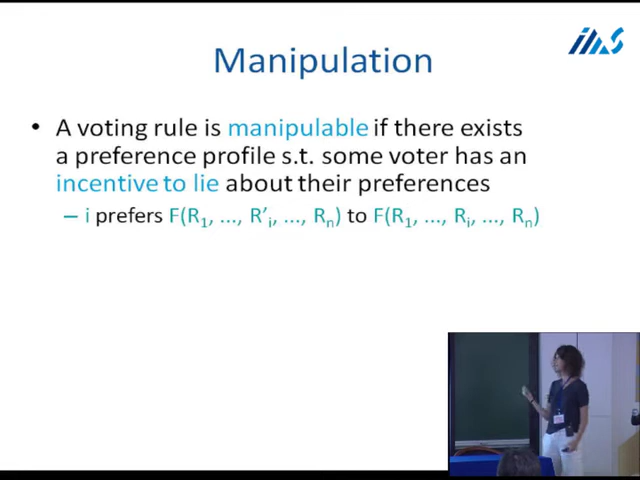 IMS
Manipulation
• A voting rule is manipulable if there exists
a preference profile s.t. some voter has an
incentive to lie about their preferences
– i prefers F(R₁, ..., R’ᵢ, ..., Rₙ) to F(R₁, ..., Rᵢ, ..., Rₙ)